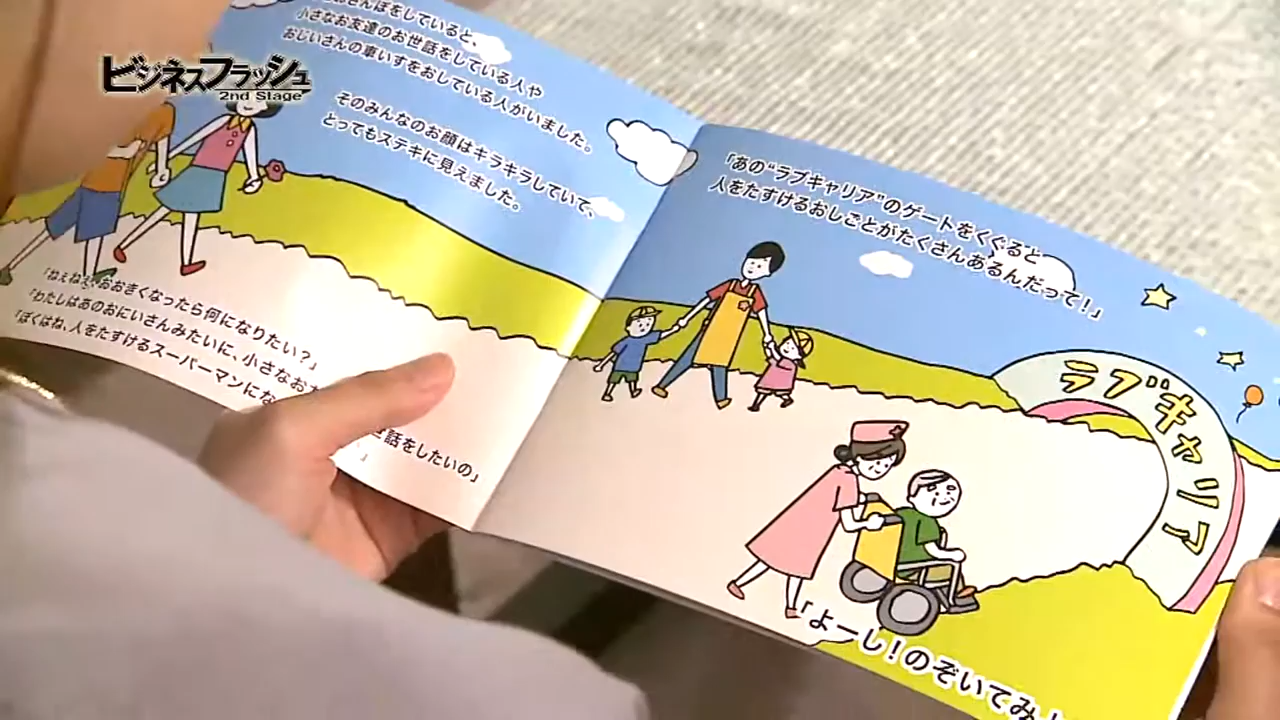 ビジネスフラッシュ
2nd Stage
おさんぽをしていると、
小さなお友達のお世話をしている人や
おじいさんの車いすをおしている人がいました。
そのみんなのお顔はキラキラしていて、
とってもステキに見えました。
「ねぇねぇ、おおきくなったら何になりたい？」
「わたしはあのおにいさんみたいに、小さなお
世話をしたいの」
「ぼくはね、人をたすけるスーパーマンにな
」
「あの“ラブキャリア”のゲートをくぐると
人をたすけるおしごとがたくさんあるんだって！」
ラブキャリア
「よーし！のぞいてみ